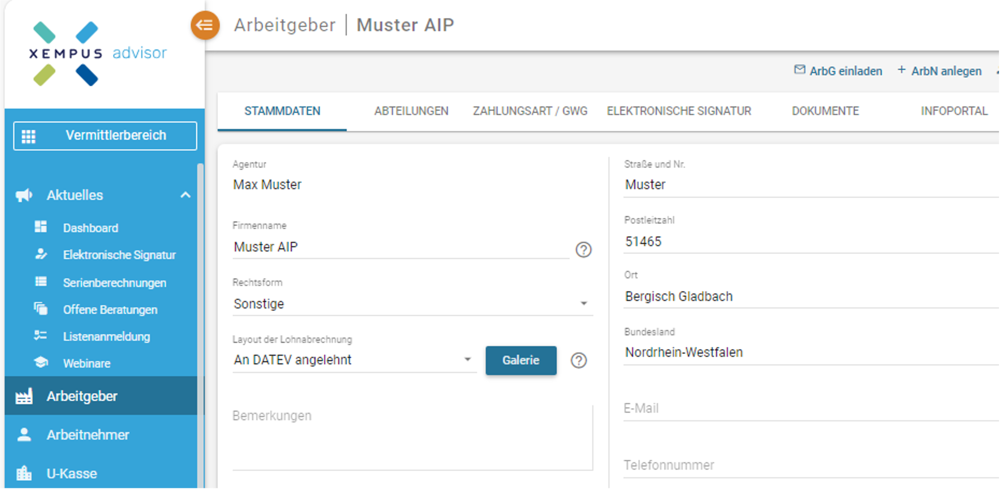 XEMPUS advisor
Arbeitgeber | Muster AIP
ArbG einladen
+ ArbN anlegen
STAMMDATEN
ABTEILUNGEN
ZAHLUNGSART / GWG
ELEKTRONISCHE SIGNATUR
DOKUMENTE
INFOPORTAL
Vermittlerbereich
Aktuelles
Dashboard
Elektronische Signatur
Serienberechnungen
Offene Beratungen
Listenanmeldung
Webinare
Arbeitgeber
Arbeitnehmer
U-Kasse
Agentur
Max Muster
Firmenname
Muster AIP
Rechtsform
Sonstige
Layout der Lohnabrechnung
An DATEV angelehnt
Galerie
Bemerkungen
Straße und Nr.
Muster
Postleitzahl
51465
Ort
Bergisch Gladbach
Bundesland
Nordrhein-Westfalen
E-Mail
Telefonnummer